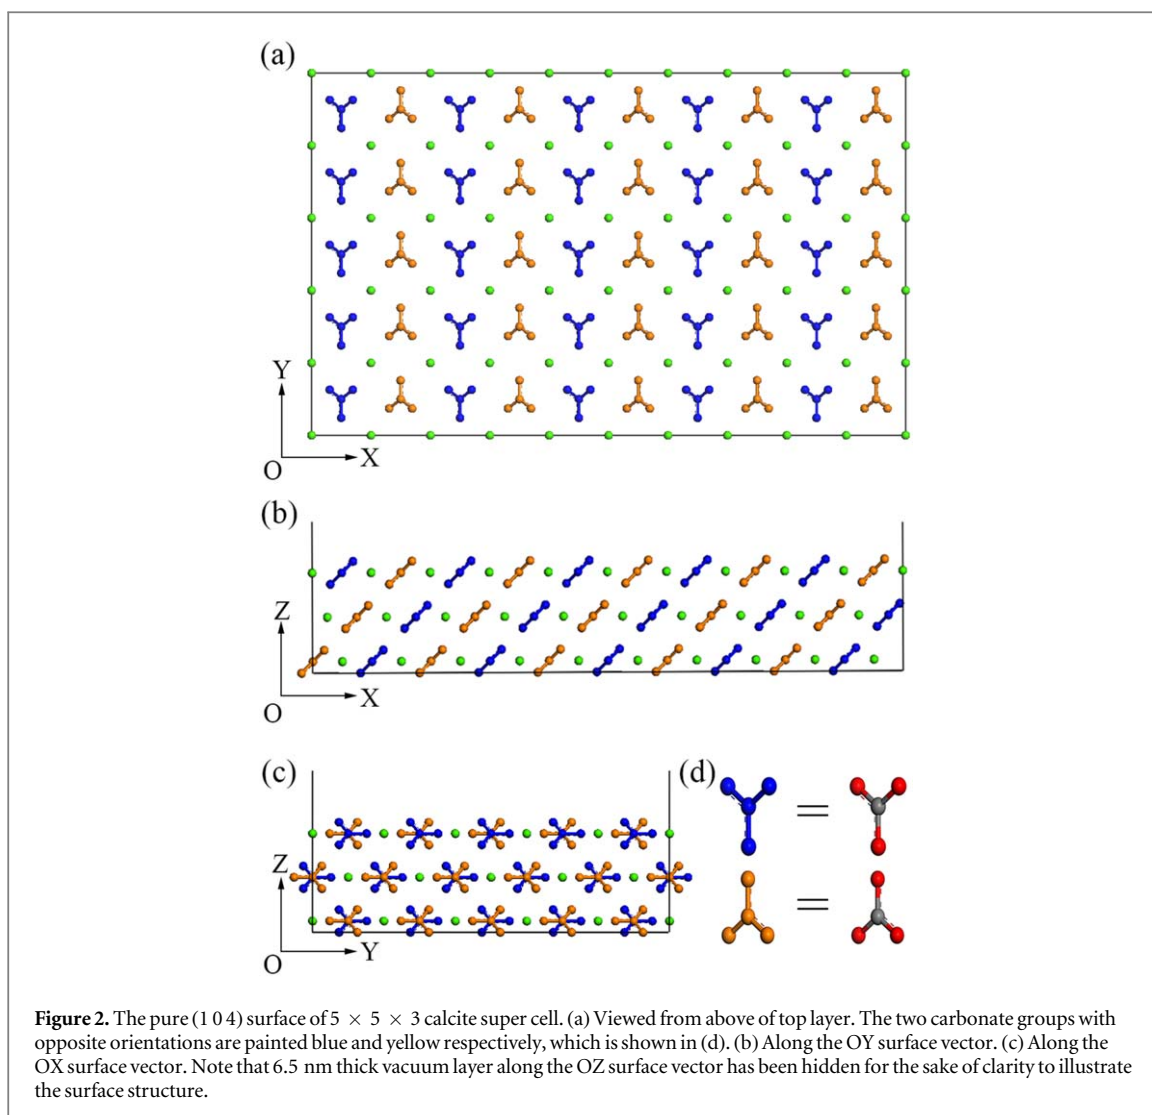 (a)
Y
O
X
(b)
Z
O
X
(c)
(d)
=
Z
=
O
Y
Figure 2. The pure (1 0 4) surface of 5 × 5 × 3 calcite super cell. (a) Viewed from above of top layer. The two carbonate groups with
opposite orientations are painted blue and yellow respectively, which is shown in (d). (b) Along the OY surface vector. (c) Along the
OX surface vector. Note that 6.5 nm thick vacuum layer along the OZ surface vector has been hidden for the sake of clarity to illustrate
the surface structure.